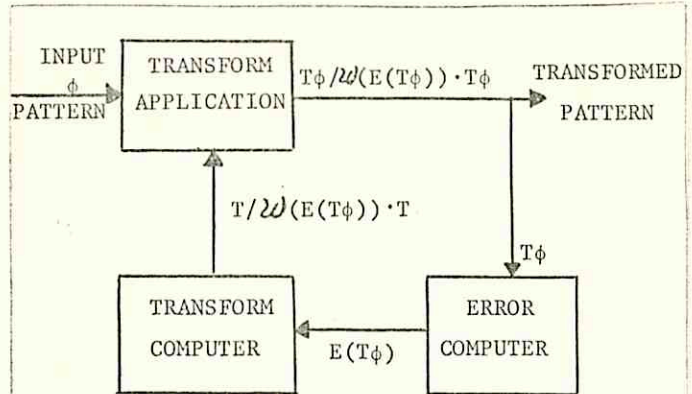 INPUT
ϕ
PATTERN
TRANSFORM
APPLICATION
Tϕ/𝒲(E(Tϕ))·Tϕ
TRANSFORMED
PATTERN
T/𝒲(E(Tϕ))·T
Tϕ
TRANSFORM
COMPUTER
E(Tϕ)
ERROR
COMPUTER